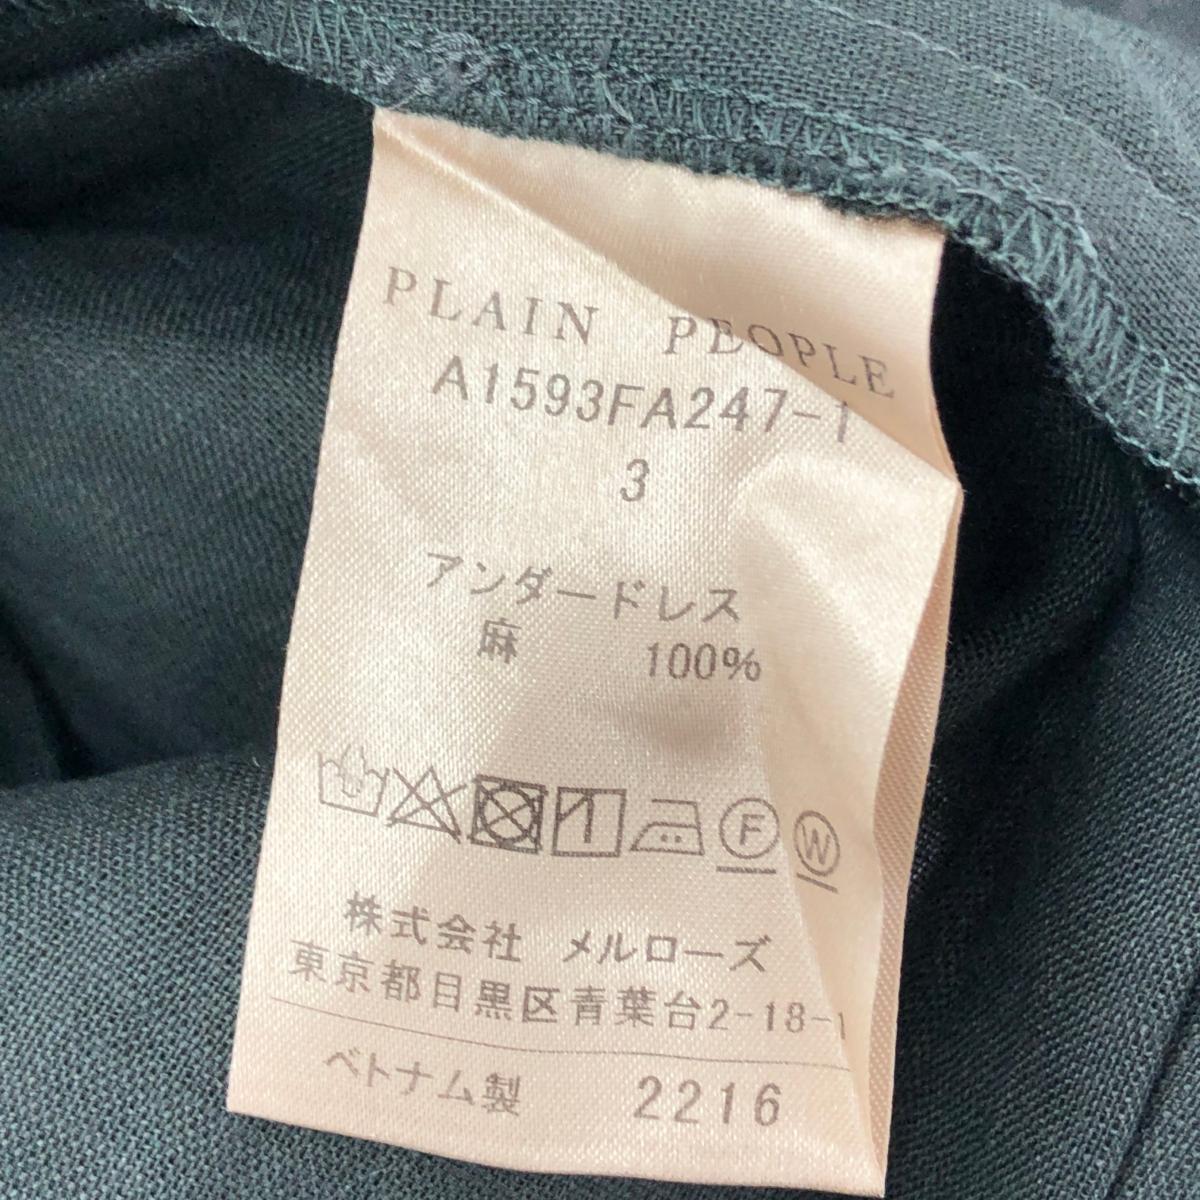 PLAIN PEOPLE
A1593FA247-1
3
アンダードレス
麻 100%
F W
株式会社 メルローズ
東京都目黒区青葉台2-18-1
ベトナム製 2216